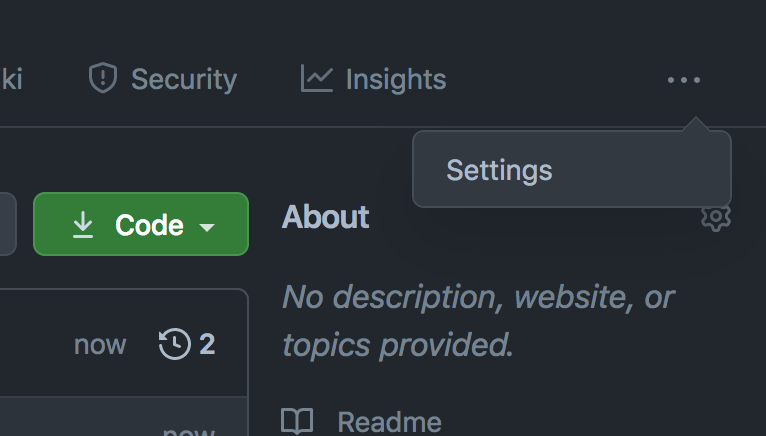 ki Security Insights ...
Settings
Code About
No description, website, or
topics provided.
now 2
Readme
now